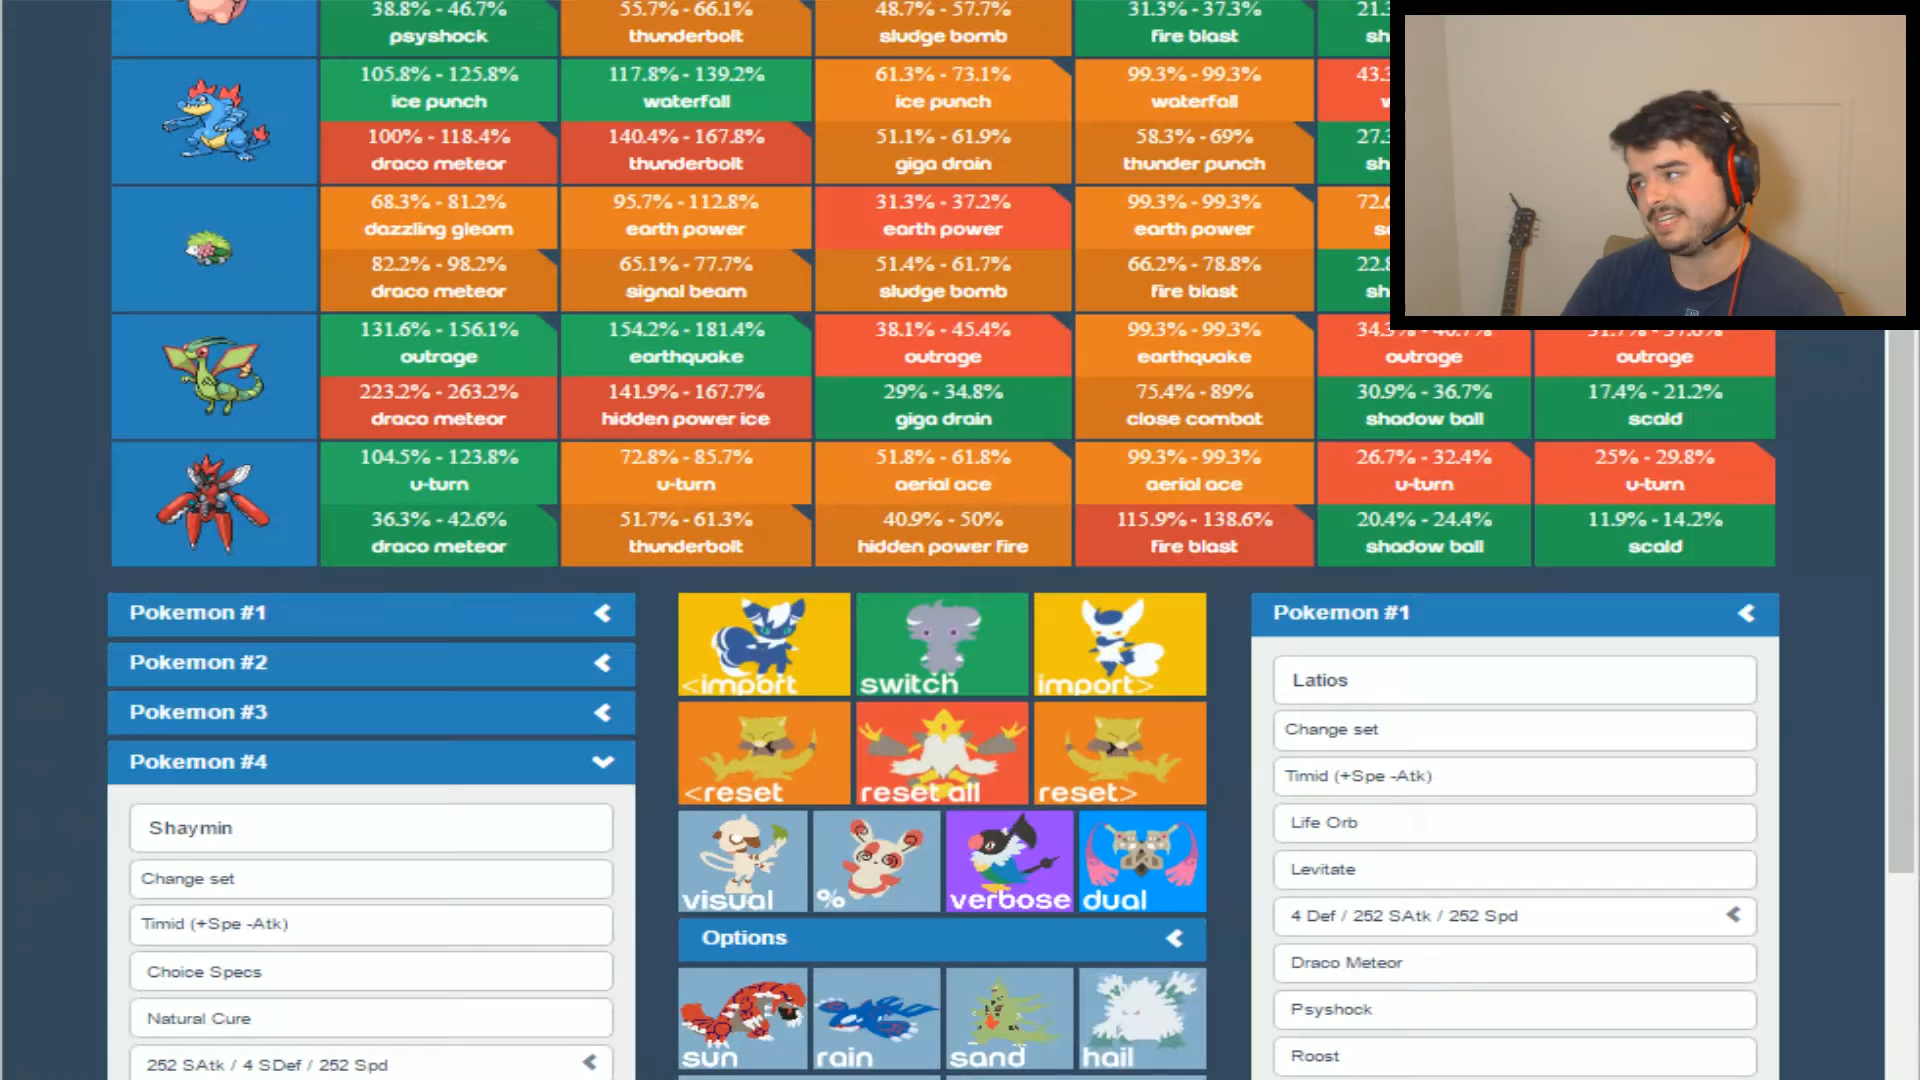 38.8% - 46.7% 55.7% - 66.1% 48.7% - 57.7% 31.3% - 37.3%
psyshock thunderbolt sludge bomb fire blast
105.8% - 125.8% 117.8% - 139.2% 61.3% - 73.1% 99.3% - 99.3%
ice punch waterfall ice punch waterfall
100% - 118.4% 140.4% - 167.8% 51.1% - 61.9% 58.3% - 69%
draco meteor thunderbolt giga drain thunder punch
68.3% - 81.2% 95.7% - 112.8% 31.3% - 37.2% 99.3% - 99.3%
dazzling gleam earth power earth power earth power
82.2% - 98.2% 65.1% - 77.7% 51.4% - 61.7% 66.2% - 78.8%
draco meteor signal beam sludge bomb fire blast
131.6% - 156.1% 154.2% - 181.4% 38.1% - 45.4% 99.3% - 99.3%
outrage earthquake outrage earthquake outrage outrage
223.2% - 263.2% 141.9% - 167.7% 29% - 34.8% 75.4% - 89% 30.9% - 36.7% 17.4% - 21.2%
draco meteor hidden power ice giga drain close combat shadow ball scald
104.5% - 123.8% 72.8% - 85.7% 51.8% - 61.8% 99.3% - 99.3% 26.7% - 32.4% 25% - 29.8%
u-turn u-turn aerial ace aerial ace u-turn u-turn
36.3% - 42.6% 51.7% - 61.3% 40.9% - 50% 115.9% - 138.6% 20.4% - 24.4% 11.9% - 14.2%
draco meteor thunderbolt hidden power fire fire blast shadow ball scald
Pokemon #1
Pokemon #2
Pokemon #3
Pokemon #4
Shaymin
Change set
Timid (+Spe -Atk)
Choice Specs
Natural Cure
252 SAtk / 4 SDef / 252 Spd
<import switch import>
<reset reset all reset>
visual % verbose dual
Options
sun rain sand hail
Pokemon #1
Latios
Change set
Timid (+Spe -Atk)
Life Orb
Levitate
4 Def / 252 SAtk / 252 Spd
Draco Meteor
Psyshock
Roost